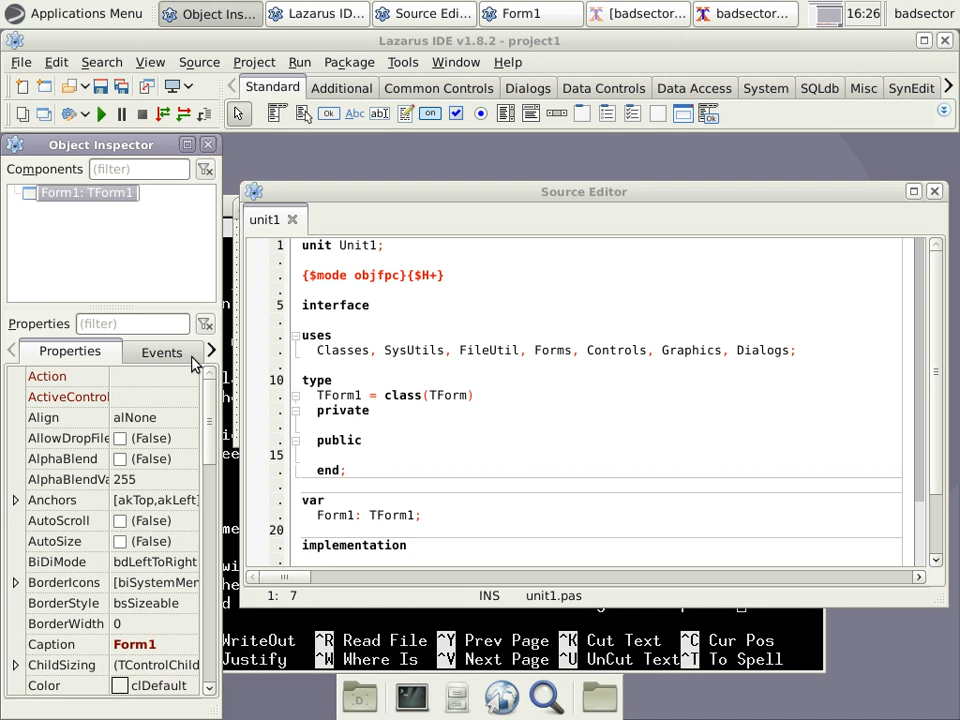 Applications Menu
Object Ins...
Lazarus ID...
Source Edi...
Form1
[badsector...
badsector...
16:26
badsector
Lazarus IDE v1.8.2 - project1
File Edit Search View Source Project Run Package Tools Window Help
Standard Additional Common Controls Dialogs Data Controls Data Access System SQLdb Misc SynEdit
Ok Abc abI on Ok
Object Inspector
Components (filter)
Form1: TForm1
Properties (filter)
Properties Events
Action
ActiveControl
Align alNone
AllowDropFile (False)
AlphaBlend (False)
AlphaBlendVa 255
Anchors [akTop,akLeft]
AutoScroll (False)
AutoSize (False)
BiDiMode bdLeftToRight
BorderIcons [biSystemMen
BorderStyle bsSizeable
BorderWidth 0
Caption Form1
ChildSizing (TControlChild
Color clDefault
Source Editor
unit1
1 unit Unit1;
{$mode objfpc}{$H+}
5 interface
uses
Classes, SysUtils, FileUtil, Forms, Controls, Graphics, Dialogs;
10 type
TForm1 = class(TForm)
private
public
15
end;
var
Form1: TForm1;
20
implementation
1: 7 INS unit1.pas
WriteOut ^R Read File ^Y Prev Page ^K Cut Text ^C Cur Pos
Justify ^W Where Is ^V Next Page ^U UnCut Text ^T To Spell